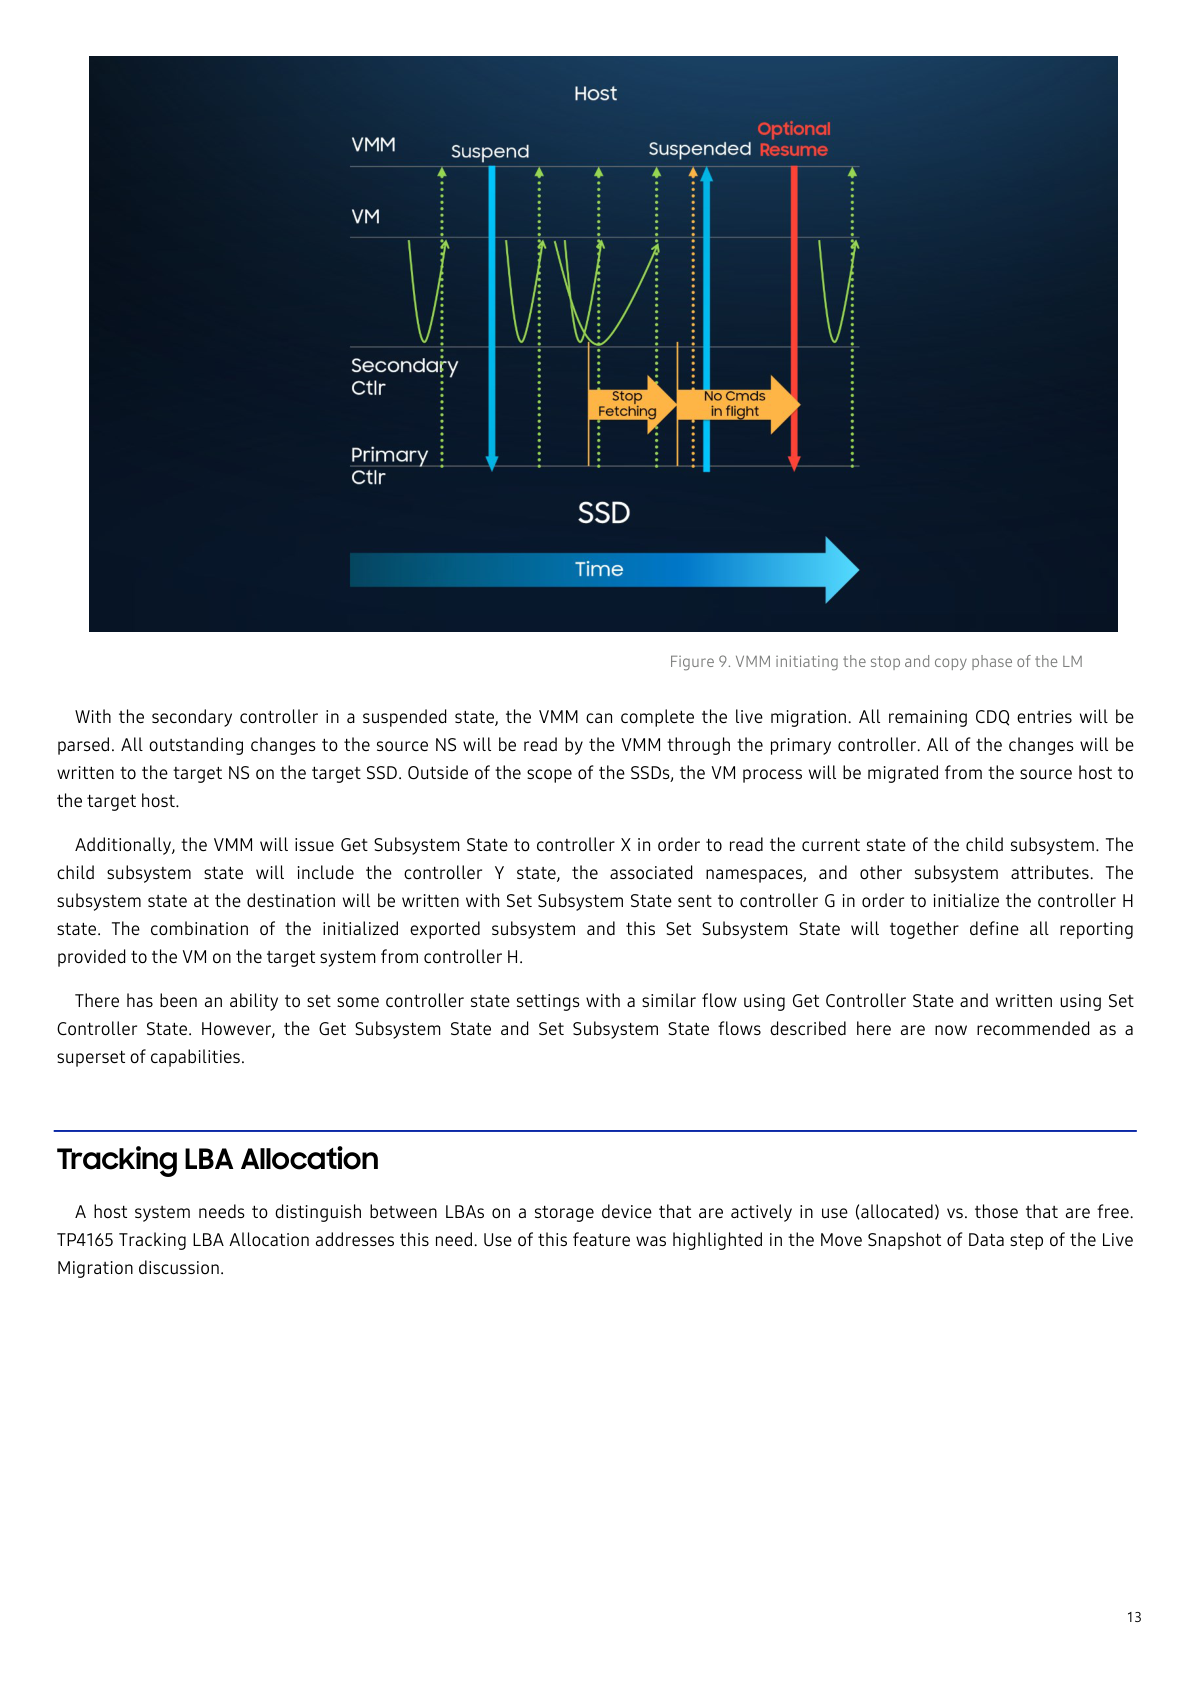 Host
VMM
Suspend
Suspended
Optional
Resume
VM
Secondary
Ctlr
Stop
Fetching
No Cmds
in flight
Primary
Ctlr
SSD
Time
Figure 9. VMM initiating the stop and copy phase of the LM
With the secondary controller in a suspended state, the VMM can complete the live migration. All remaining CDQ entries will be
parsed. All outstanding changes to the source NS will be read by the VMM through the primary controller. All of the changes will be
written to the target NS on the target SSD. Outside of the scope of the SSDs, the VM process will be migrated from the source host to
the target host.
Additionally, the VMM will issue Get Subsystem State to controller X in order to read the current state of the child subsystem. The
child subsystem state will include the controller Y state, the associated namespaces, and other subsystem attributes. The
subsystem state at the destination will be written with Set Subsystem State sent to controller G in order to initialize the controller H
state. The combination of the initialized exported subsystem and this Set Subsystem State will together define all reporting
provided to the VM on the target system from controller H.
There has been an ability to set some controller state settings with a similar flow using Get Controller State and written using Set
Controller State. However, the Get Subsystem State and Set Subsystem State flows described here are now recommended as a
superset of capabilities.
Tracking LBA Allocation
A host system needs to distinguish between LBAs on a storage device that are actively in use (allocated) vs. those that are free.
TP4165 Tracking LBA Allocation addresses this need. Use of this feature was highlighted in the Move Snapshot of Data step of the Live
Migration discussion.
13